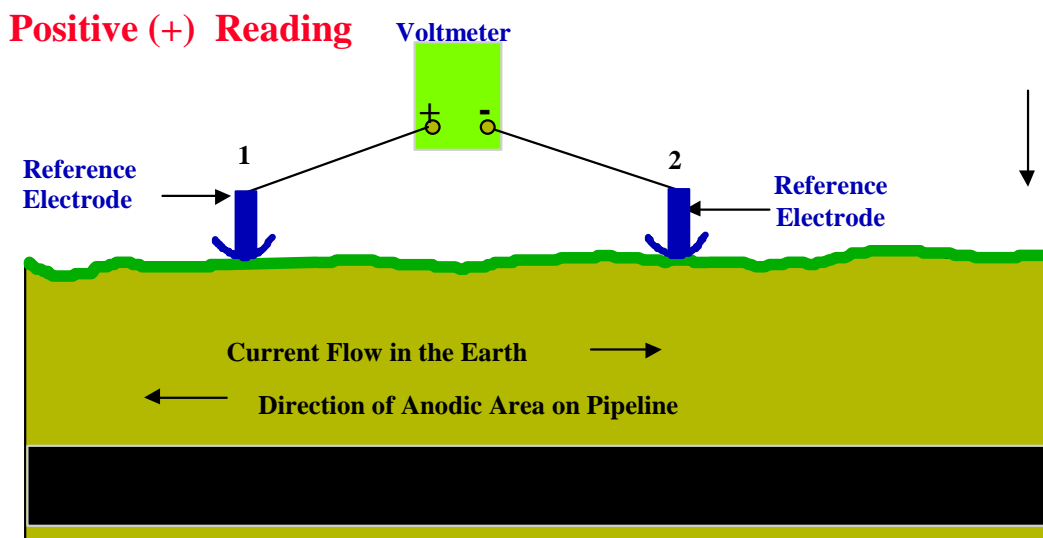 Positive (+) Reading
Voltmeter
+ -
1
2
Reference
Electrode
Reference
Electrode
Current Flow in the Earth
Direction of Anodic Area on Pipeline